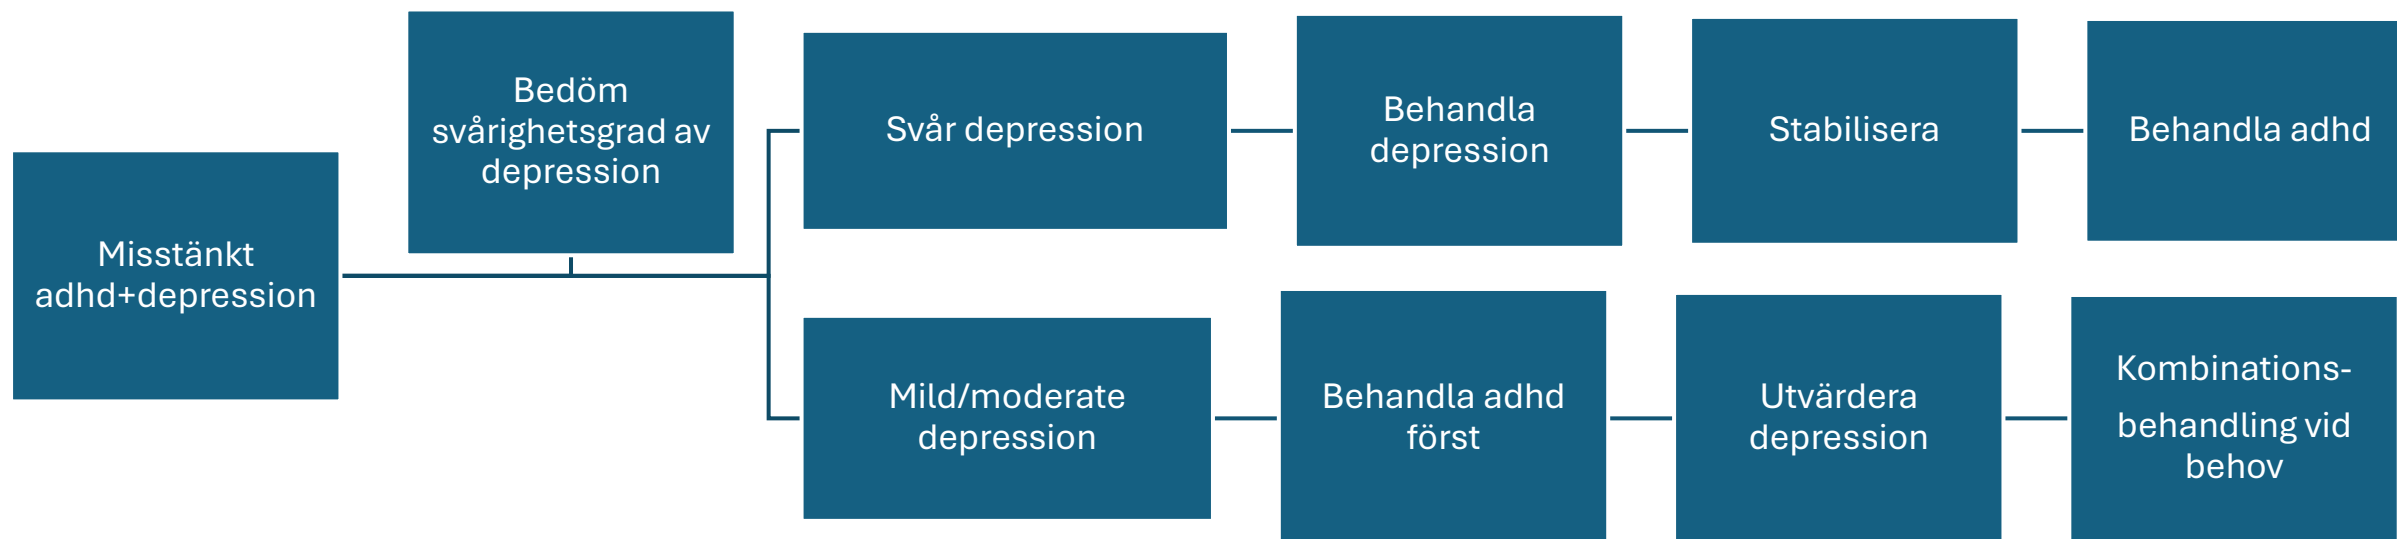 Misstänkt
adhd+depression
Bedöm
svårighetsgrad av
depression
Svår depression
Behandla
depression
Stabilisera
Behandla adhd
Mild/moderate
depression
Behandla adhd
först
Utvärdera
depression
Kombinations-
behandling vid
behov